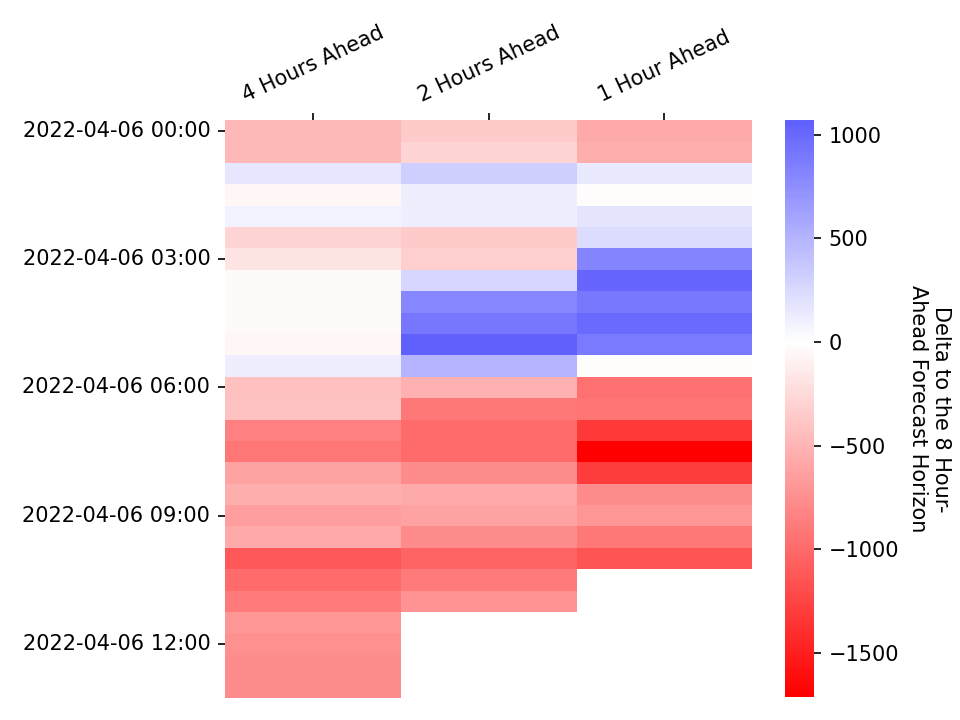 4 Hours Ahead
2 Hours Ahead
1 Hour Ahead
2022-04-06 00:00
2022-04-06 03:00
2022-04-06 06:00
2022-04-06 09:00
2022-04-06 12:00
1000
500
0
−500
−1000
−1500
Delta to the 8 Hour-
Ahead Forecast Horizon